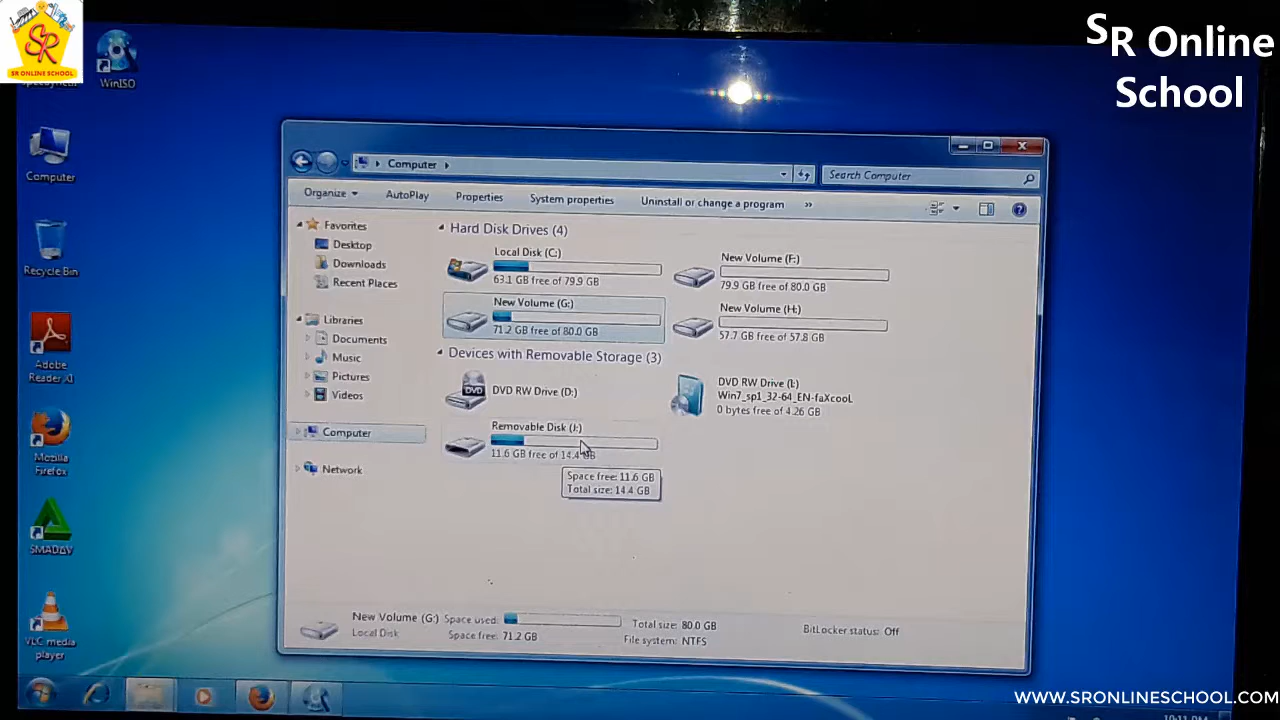 SR
SR ONLINE SCHOOL
SR Online
School
WinISO
Computer
Recycle Bin
Adobe
Reader XI
Mozilla
Firefox
SMADAV
VLC media
player
Computer
Search Computer
Organize
AutoPlay
Properties
System properties
Uninstall or change a program
»
Favorites
Desktop
Downloads
Recent Places
Libraries
Documents
Music
Pictures
Videos
Computer
Network
Hard Disk Drives (4)
Local Disk (C:)
63.1 GB free of 79.9 GB
New Volume (F:)
79.9 GB free of 80.0 GB
New Volume (G:)
71.2 GB free of 80.0 GB
New Volume (H:)
57.7 GB free of 57.8 GB
Devices with Removable Storage (3)
DVD
DVD RW Drive (D:)
DVD RW Drive (I:)
Win7_sp1_32-64_EN-faXcooL
0 bytes free of 4.26 GB
Removable Disk (J:)
11.6 GB free of 14.4 GB
Space free: 11.6 GB
Total size: 14.4 GB
New Volume (G:) Space used:
Total size: 80.0 GB
BitLocker status: Off
Local Disk
Space free: 71.2 GB
File system: NTFS
WWW.SRONLINESCHOOL.COM